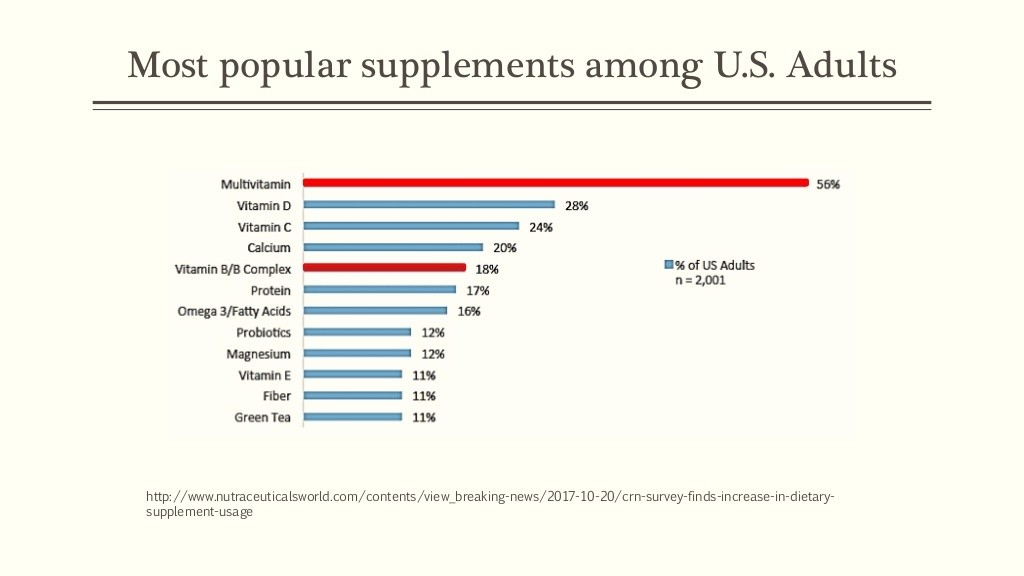 Most popular supplements among U.S. Adults
Multivitamin 56%
Vitamin D 28%
Vitamin C 24%
Calcium 20%
Vitamin B/B Complex 18%
Protein 17%
Omega 3/Fatty Acids 16%
Probiotics 12%
Magnesium 12%
Vitamin E 11%
Fiber 11%
Green Tea 11%
% of US Adults
n = 2,001
http://www.nutraceuticalsworld.com/contents/view_breaking-news/2017-10-20/crn-survey-finds-increase-in-dietary-
supplement-usage